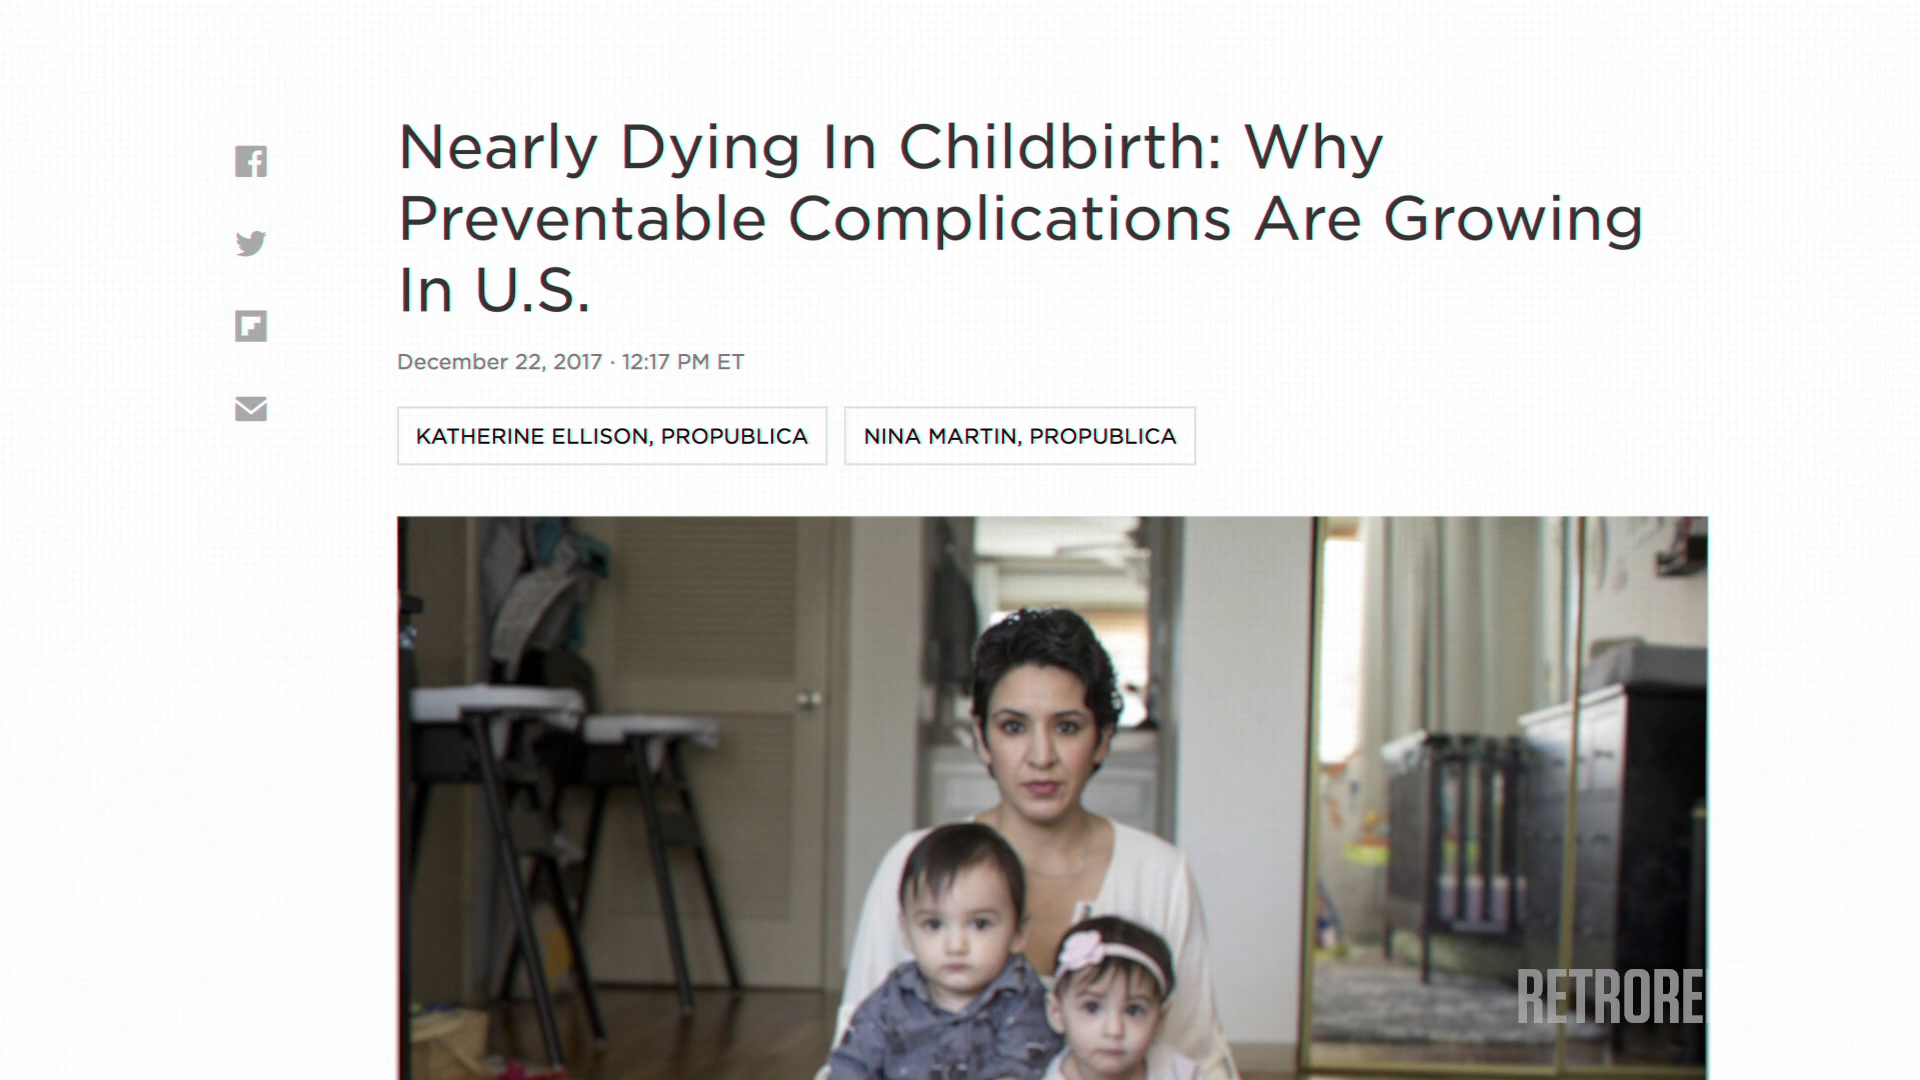 Nearly Dying In Childbirth: Why
Preventable Complications Are Growing
In U.S.
December 22, 2017 · 12:17 PM ET
KATHERINE ELLISON, PROPUBLICA
NINA MARTIN, PROPUBLICA
RETRORE